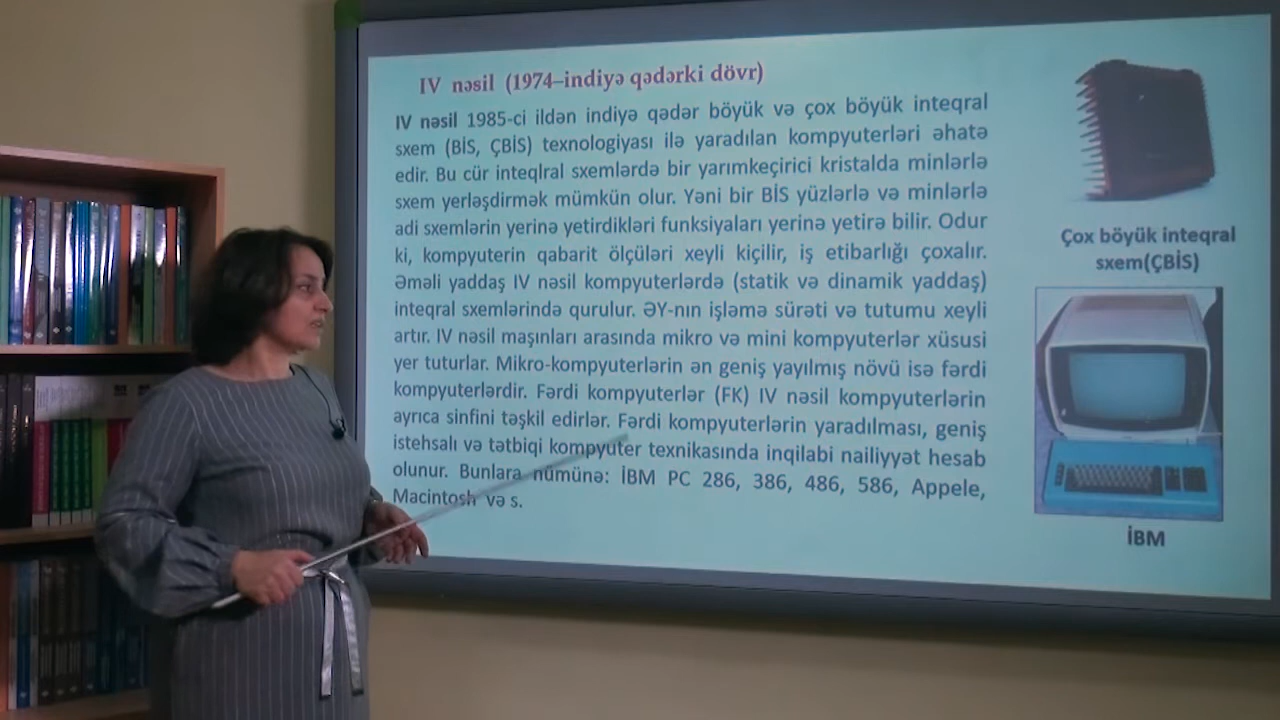 IV nəsil (1974–indiyə qədərki dövr)
IV nəsil 1985-ci ildən indiyə qədər böyük və çox böyük inteqral
sxem (BİS, ÇBİS) texnologiyası ilə yaradılan kompyuterləri əhatə
edir. Bu cür inteqlral sxemlərdə bir yarımkeçirici kristalda minlərlə
sxem yerləşdirmək mümkün olur. Yəni bir BİS yüzlərlə və minlərlə
adi sxemlərin yerinə yetirdikləri funksiyaları yerinə yetirə bilir. Odur
ki, kompyuterin qabarit ölçüləri xeyli kiçilir, iş etibarlığı çoxalır.
Əməli yaddaş IV nəsil kompyuterlərdə (statik və dinamik yaddaş)
inteqral sxemlərində qurulur. ƏY-nın işləmə sürəti və tutumu xeyli
artır. IV nəsil maşınları arasında mikro və mini kompyuterlər xüsusi
yer tuturlar. Mikro-kompyuterlərin ən geniş yayılmış növü isə fərdi
kompyuterlərdir. Fərdi kompyuterlər (FK) IV nəsil kompyuterlərin
ayrıca sinfini təşkil edirlər. Fərdi kompyuterlərin yaradılması, geniş
istehsalı və tətbiqi kompyuter texnikasında inqilabi nailiyyət hesab
olunur. Bunlara nümünə: İBM PC 286, 386, 486, 586, Appele,
Macintosh və s.
Çox böyük inteqral
sxem(ÇBİS)
İBM